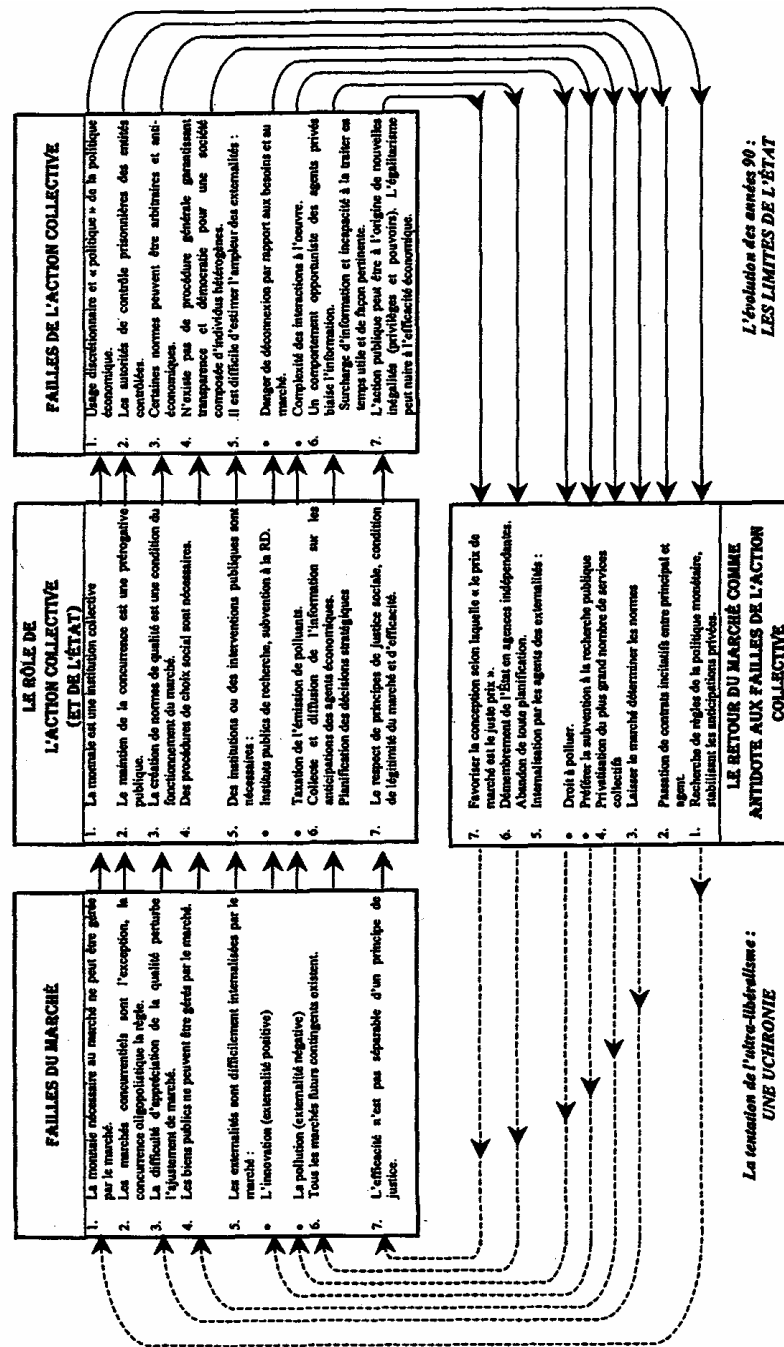 FAILLES DU MARCHÉ
1. La monnaie nécessaire au marché ne peut être gérée
par le marché.
2. Les marchés concurrentiels sont l'exception, la
concurrence oligopolistique la règle.
3. La difficulté d'appréciation de la qualité perturbe
l'ajustement de marché.
4. Les biens publics ne peuvent être gérés par le marché.
5. Les externalités sont difficilement internalisées par le
marché :
• L'innovation (externalité positive)
• La pollution (externalité négative)
6. Tous les marchés futurs contingents existent.
7. L'efficacité n'est pas séparable d'un principe de
justice.
LE RÔLE DE
L'ACTION COLLECTIVE
(ET DE L'ÉTAT)
1. La monnaie est une institution collective
2. Le maintien de la concurrence est une prérogative
publique.
3. La création de normes de qualité est une condition du
fonctionnement du marché.
4. Des procédures de choix social sont nécessaires.
5. Des institutions ou des interventions publiques sont
nécessaires :
• Instituts publics de recherche, subvention à la RD.
• Taxation de l'émission de polluants.
6. Collecte et diffusion de l'information sur les
anticipations des agents économiques.
Planification des décisions stratégiques
7. Le respect de principes de justice sociale, condition
de légitimité du marché et d'efficacité.
FAILLES DE L'ACTION COLLECTIVE
1. Usage discrétionnaire et « politique » de la politique
économique.
2. Les autorités de contrôle prisonnières des entités
contrôlées.
3. Certaines normes peuvent être arbitraires et anti-
économiques.
4. N'existe pas de procédure générale garantissant
transparence et démocratie pour une société
composée d'individus hétérogènes.
5. Il est difficile d'estimer l'ampleur des externalités :
• Danger de déconnexion par rapport aux besoins et au
marché.
• Complexité des interactions à l'oeuvre.
6. Un comportement opportuniste des agents privés
biaise l'information.
Surcharge d'information et incapacité à la traiter en
temps utile et de façon pertinente.
7. L'action publique peut être à l'origine de nouvelles
inégalités (privilèges et pouvoirs). L'égalitarisme
peut nuire à l'efficacité économique.
7. Favoriser la conception selon laquelle « le prix de
marché est le juste prix ».
6. Démembrement de l'État en agences indépendantes.
Abandon de toute planification.
5. Internalisation par les agents des externalités :
• Droit à polluer.
• Préférer la subvention à la recherche publique
4. Privatisation du plus grand nombre de services
collectifs
3. Laisser le marché déterminer les normes
2. Passation de contrats incitatifs entre principal et
agent.
1. Recherche de règles de la politique monétaire,
stabilisant les anticipations privées.
LE RETOUR DU MARCHÉ COMME
ANTIDOTE AUX FAILLES DE L'ACTION
COLLECTIVE
La tentation de l'ultra-libéralisme :
UNE UCHRONIE
L'évolution des années 90 :
LES LIMITES DE L'ÉTAT